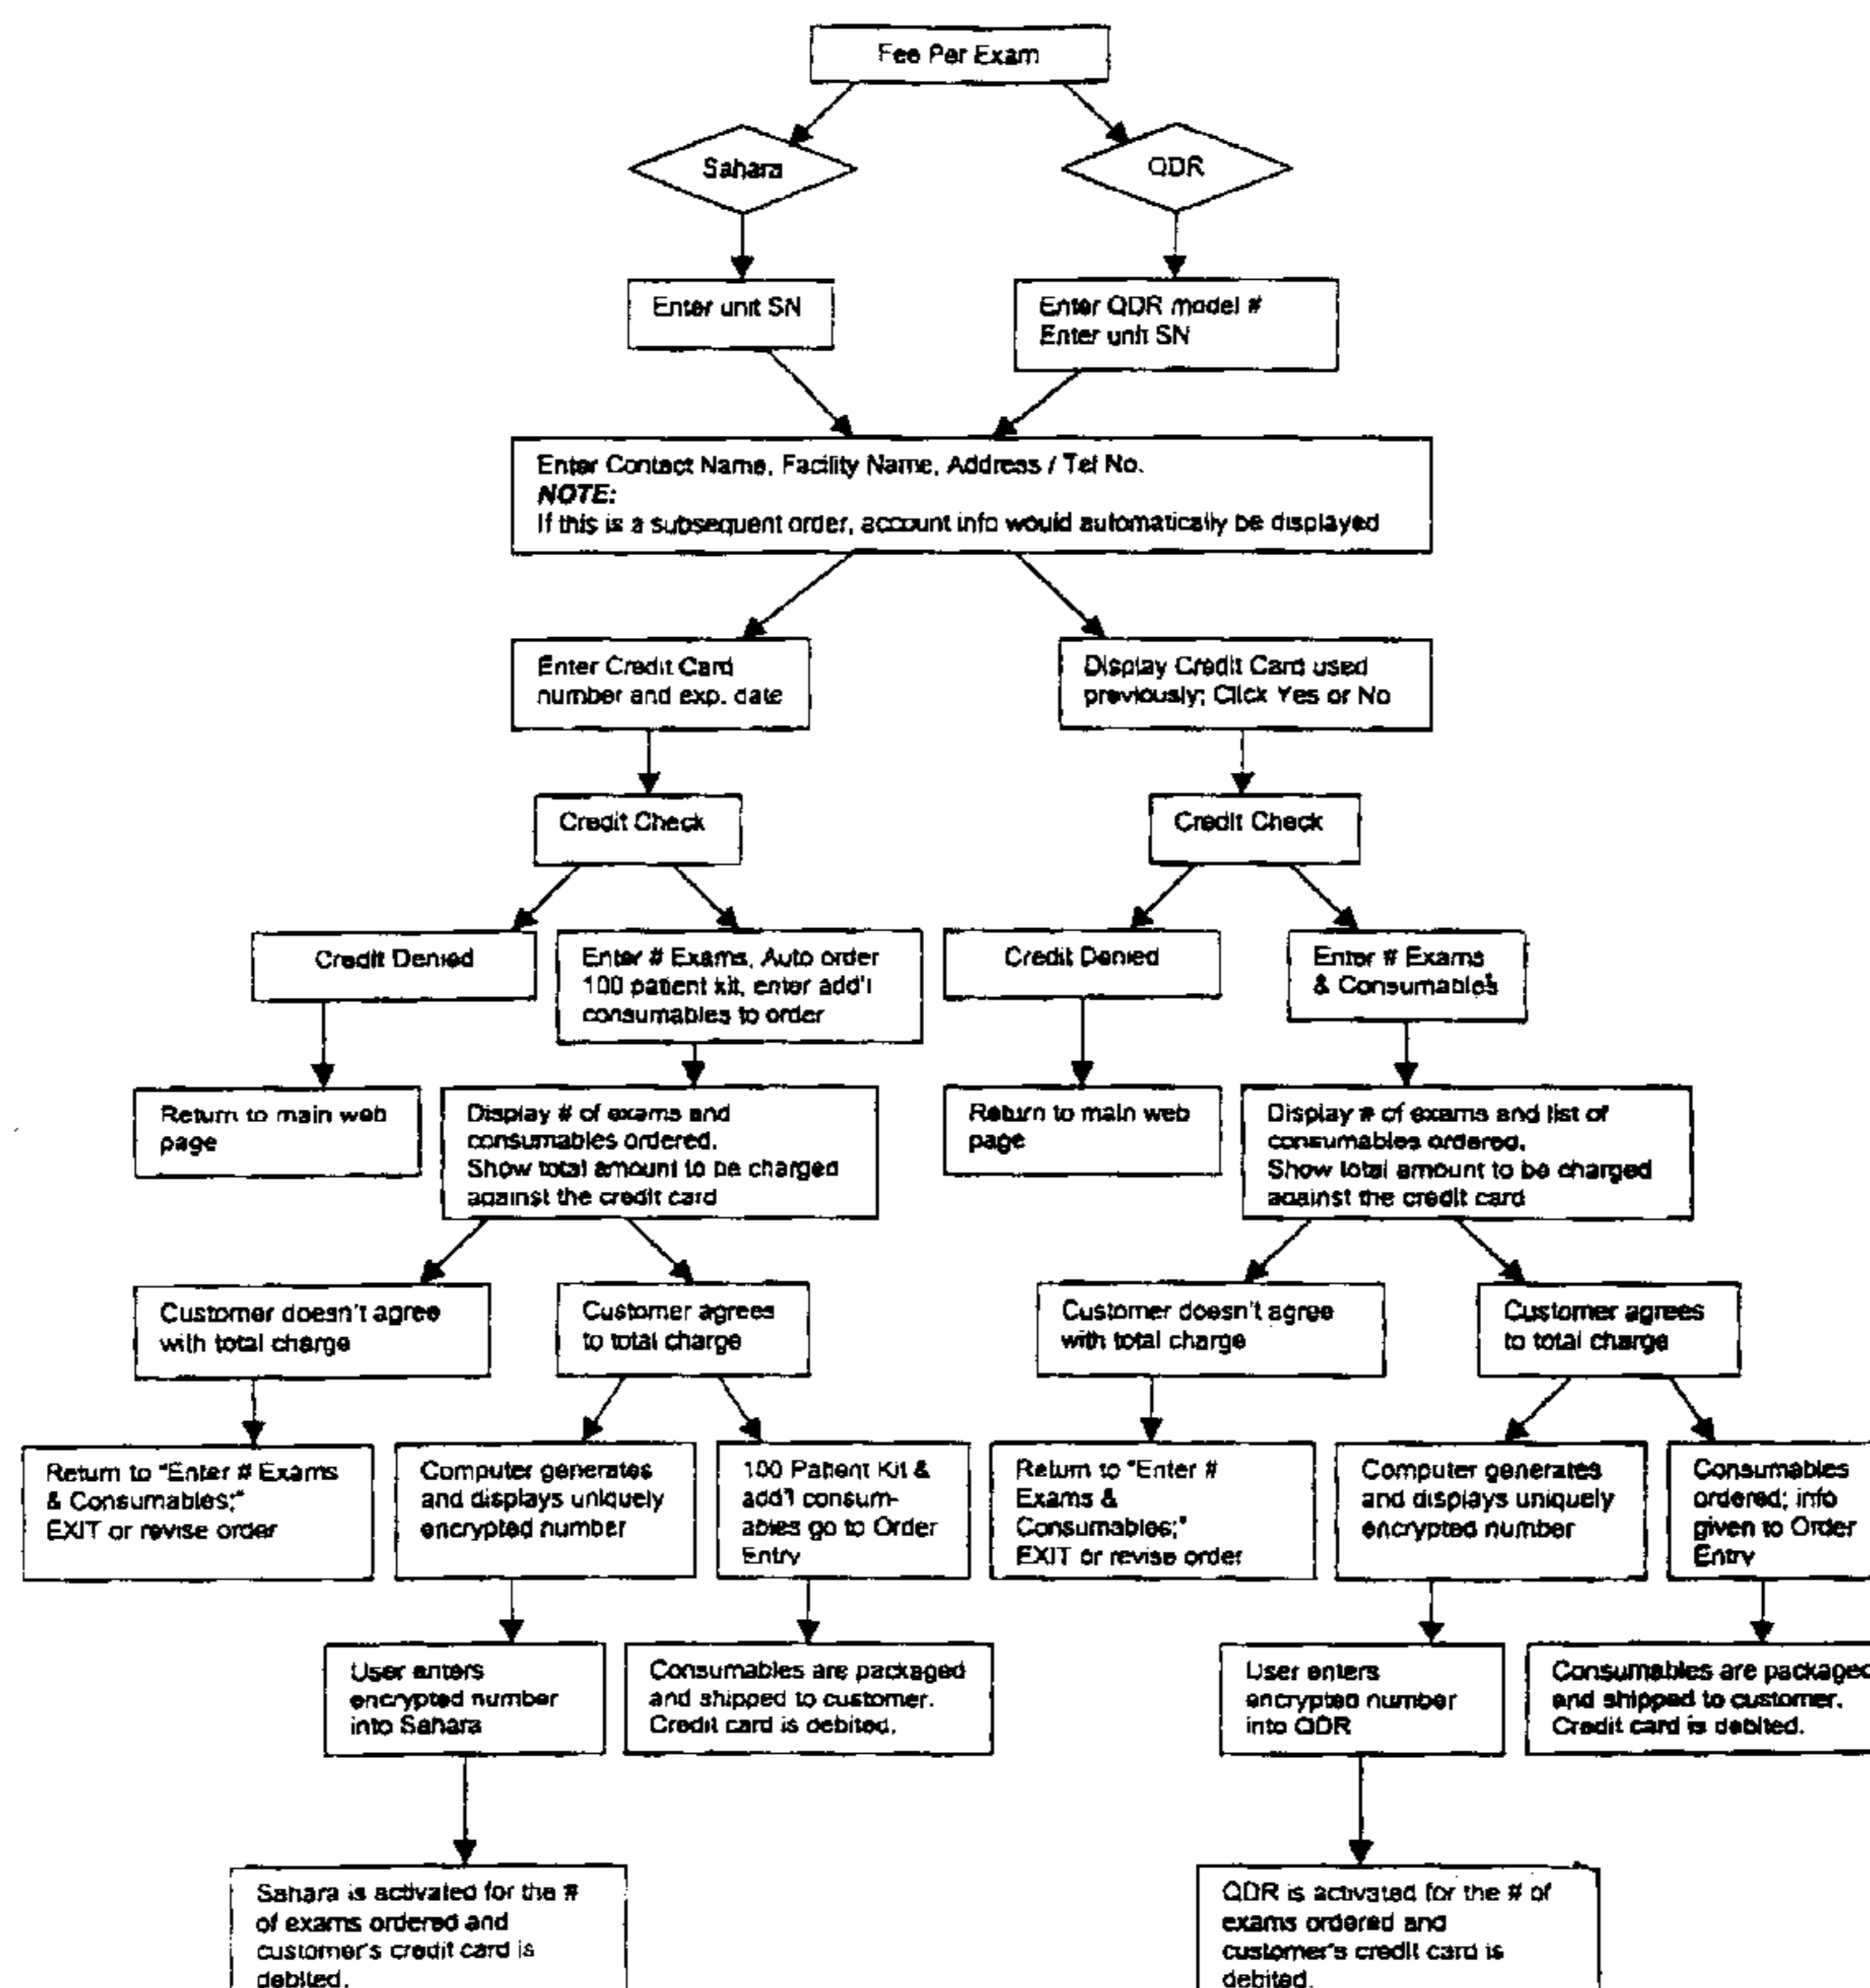 Fee Per Exam
Sahara
QDR
Enter unit SN
Enter QDR model #
Enter unit SN
Enter Contact Name, Facility Name, Address / Tel No.
NOTE:
If this is a subsequent order, account info would automatically be displayed
Enter Credit Card
number and exp. date
Display Credit Card used
previously; Click Yes or No
Credit Check
Credit Check
Credit Denied
Enter # Exams, Auto order
100 patient kit, enter add'l
consumables to order
Credit Denied
Enter # Exams
& Consumables
Return to main web
page
Display # of exams and
consumables ordered.
Show total amount to be charged
against the credit card
Return to main web
page
Display # of exams and list of
consumables ordered.
Show total amount to be charged
against the credit card
Customer doesn't agree
with total charge
Customer agrees
to total charge
Customer doesn't agree
with total charge
Customer agrees
to total charge
Return to "Enter # Exams
& Consumables;"
EXIT or revise order
Computer generates
and displays uniquely
encrypted number
100 Patient Kit &
add'l consum-
ables go to Order
Entry
Return to "Enter #
Exams &
Consumables;"
EXIT or revise order
Computer generates
and displays uniquely
encrypted number
Consumables
ordered; info
given to Order
Entry
User enters
encrypted number
into Sahara
Consumables are packaged
and shipped to customer.
Credit card is debited.
User enters
encrypted number
into QDR
Consumables are packaged
and shipped to customer.
Credit card is debited.
Sahara is activated for the #
of exams ordered and
customer's credit card is
debited.
QDR is activated for the # of
exams ordered and
customer's credit card is
debited.